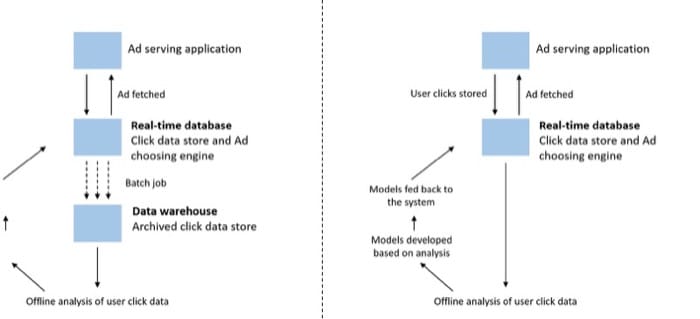 Ad serving application
Ad fetched
Real-time database
Click data store and Ad
choosing engine
Batch job
Data warehouse
Archived click data store
Offline analysis of user click data
Ad serving application
User clicks stored
Ad fetched
Real-time database
Click data store and Ad
choosing engine
Models fed back to
the system
Models developed
based on analysis
Offline analysis of user click data